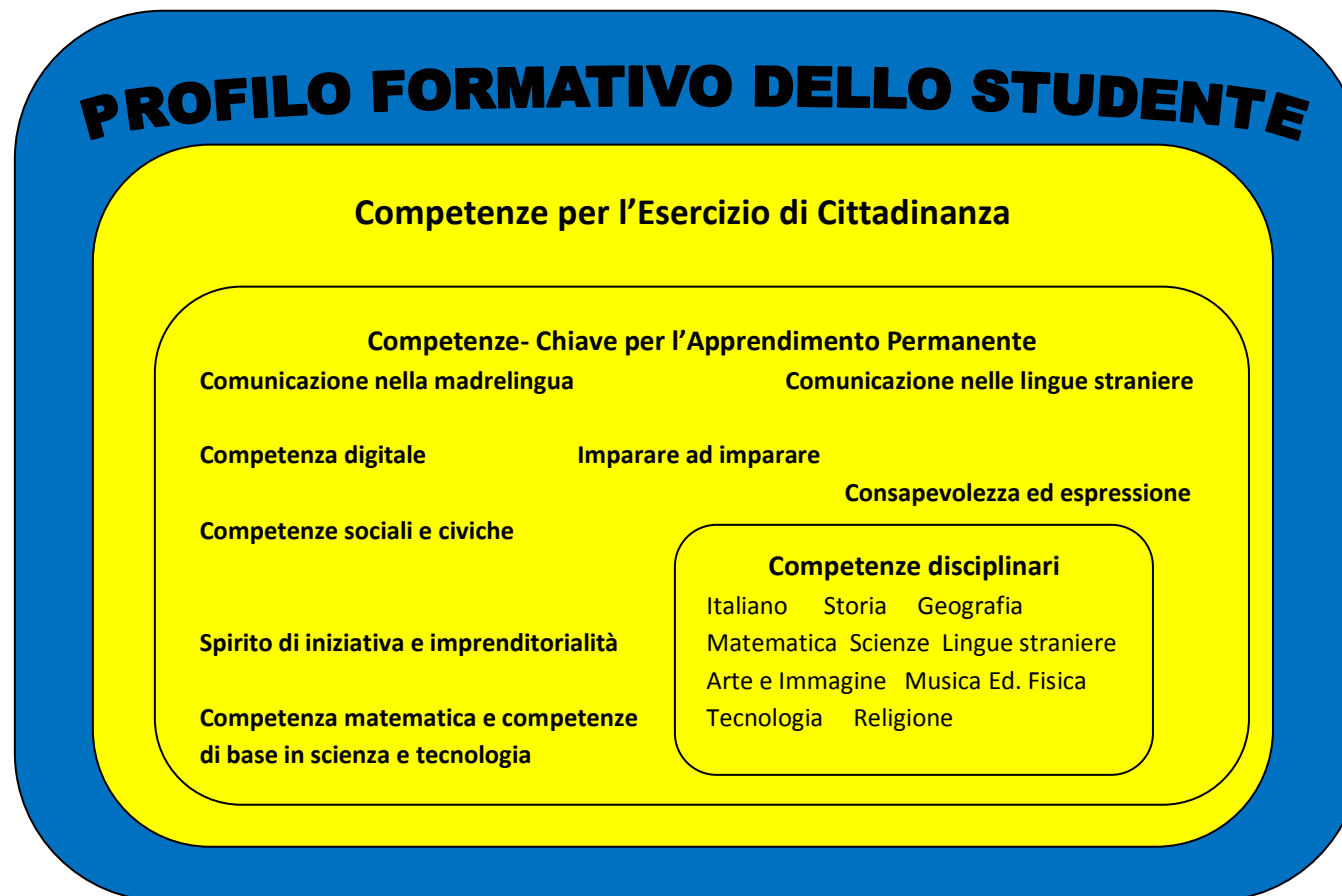 PROFILO FORMATIVO DELLO STUDENTE
Competenze per l’Esercizio di Cittadinanza
Competenze- Chiave per l’Apprendimento Permanente
Comunicazione nella madrelingua Comunicazione nelle lingue straniere
Competenza digitale Imparare ad imparare
Consapevolezza ed espressione
Competenze sociali e civiche
Spirito di iniziativa e imprenditorialità
Competenza matematica e competenze
di base in scienza e tecnologia
Competenze disciplinari
Italiano Storia Geografia
Matematica Scienze Lingue straniere
Arte e Immagine Musica Ed. Fisica
Tecnologia Religione